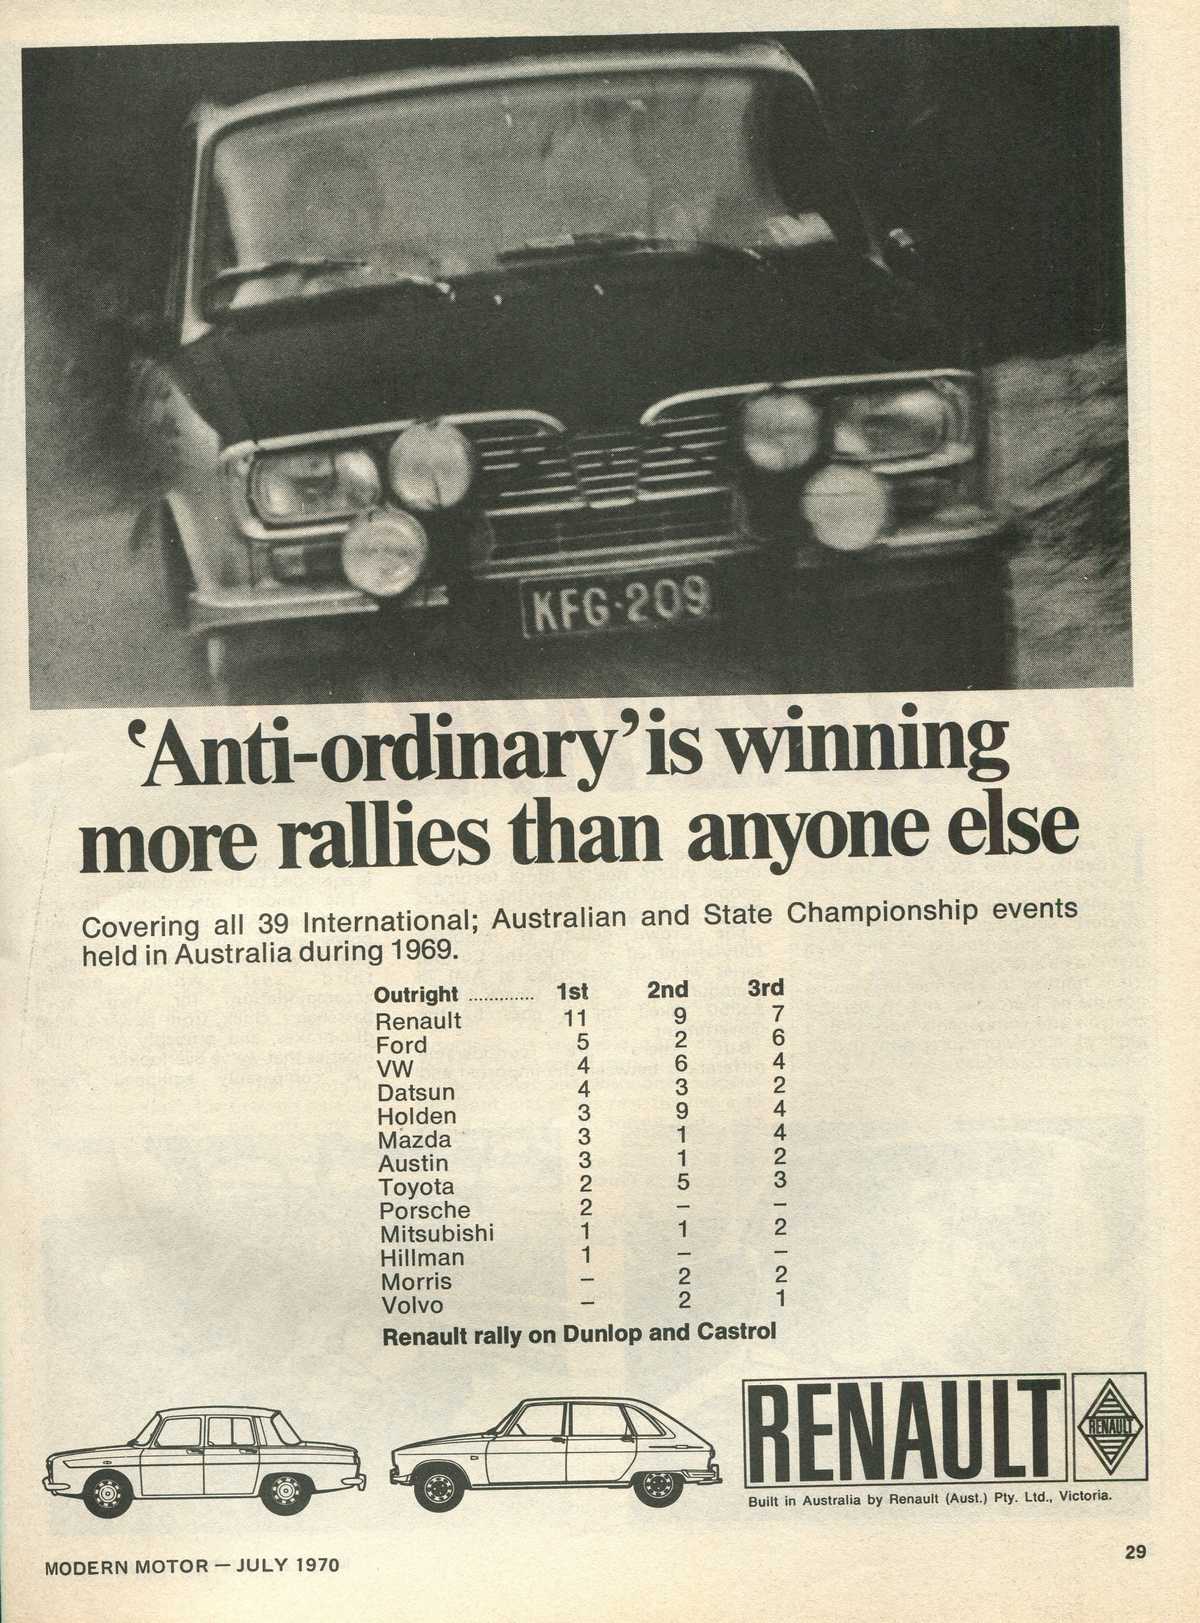 KFG-209
‘Anti-ordinary’ is winning
more rallies than anyone else
Covering all 39 International; Australian and State Championship events
held in Australia during 1969.
Outright ............. 1st 2nd 3rd
Renault 11 9 7
Ford 5 2 6
VW 4 6 4
Datsun 4 3 2
Holden 3 9 4
Mazda 3 1 4
Austin 3 1 2
Toyota 2 5 3
Porsche 2 – –
Mitsubishi 1 1 2
Hillman 1 – –
Morris – 2 2
Volvo – 2 1
Renault rally on Dunlop and Castrol
RENAULT
RENAULT
Built in Australia by Renault (Aust.) Pty. Ltd., Victoria.
MODERN MOTOR — JULY 1970
29